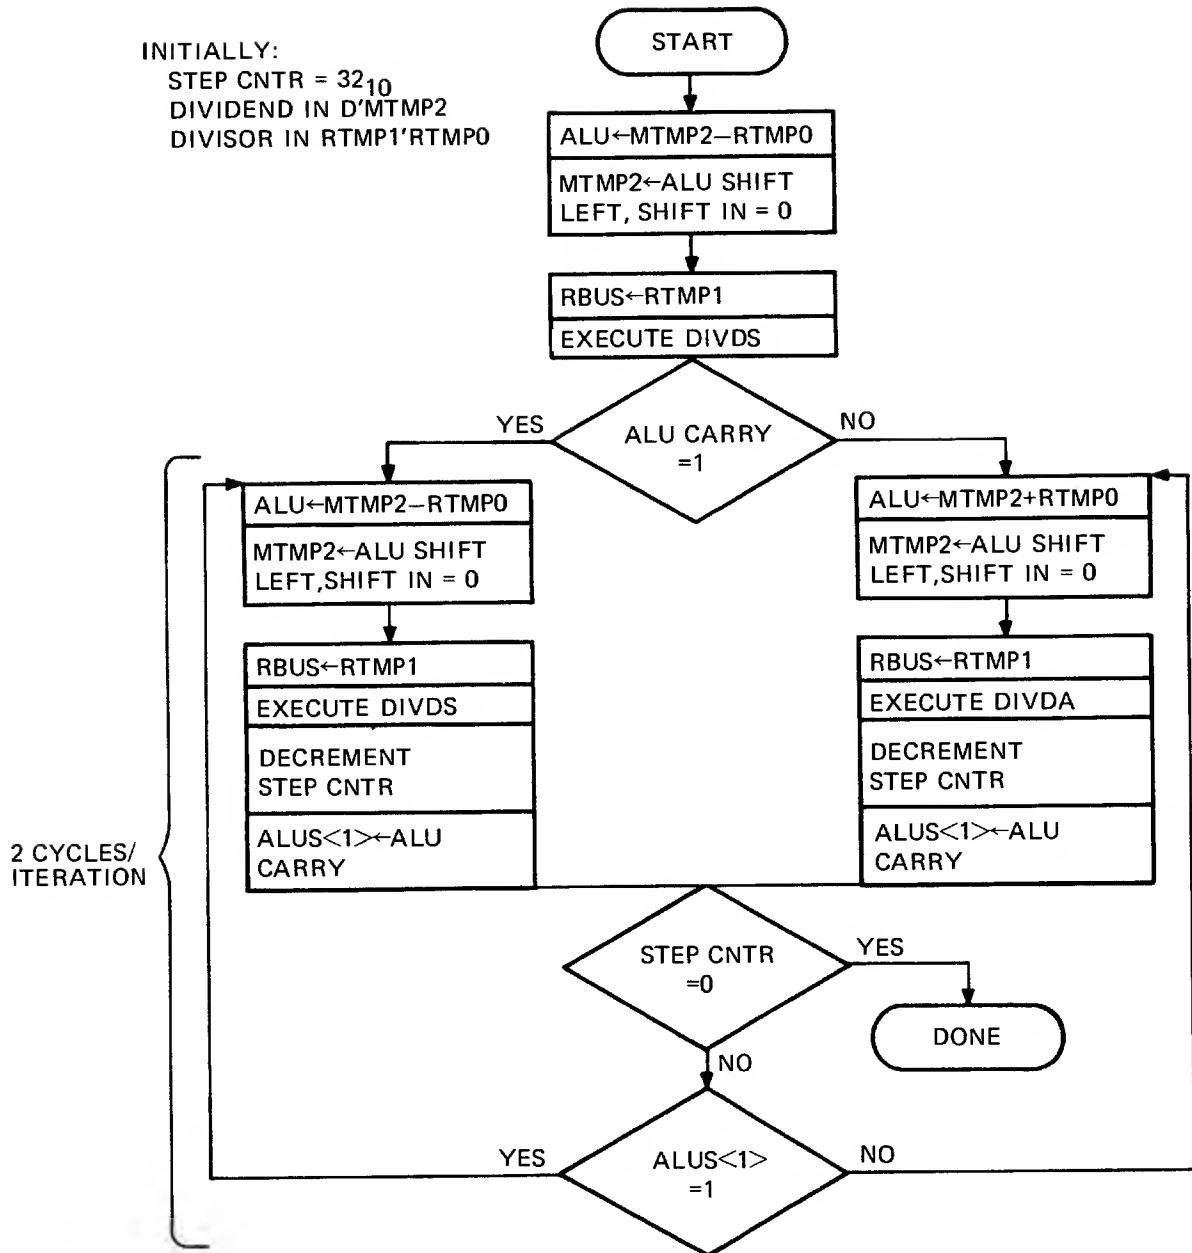 INITIALLY:
STEP CNTR = 32₁₀
DIVIDEND IN D'MTMP2
DIVISOR IN RTMP1'RTMP0
START
ALU←MTMP2−RTMP0
MTMP2←ALU SHIFT
LEFT, SHIFT IN = 0
RBUS←RTMP1
EXECUTE DIVDS
ALU CARRY
=1
YES
NO
ALU←MTMP2−RTMP0
MTMP2←ALU SHIFT
LEFT,SHIFT IN = 0
RBUS←RTMP1
EXECUTE DIVDS
DECREMENT
STEP CNTR
ALUS<1>←ALU
CARRY
ALU←MTMP2+RTMP0
MTMP2←ALU SHIFT
LEFT,SHIFT IN = 0
RBUS←RTMP1
EXECUTE DIVDA
DECREMENT
STEP CNTR
ALUS<1>←ALU
CARRY
2 CYCLES/
ITERATION
STEP CNTR
=0
YES
DONE
NO
ALUS<1>
=1
YES
NO